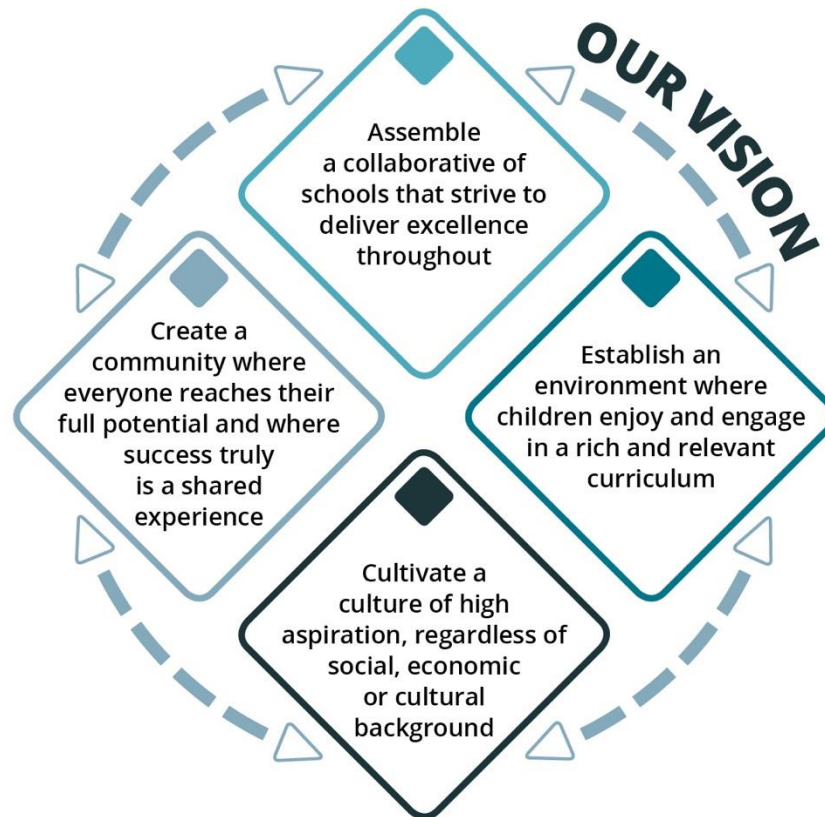 OUR VISION
Assemble
a collaborative of
schools that strive to
deliver excellence
throughout
Establish an
environment where
children enjoy and engage
in a rich and relevant
curriculum
Cultivate a
culture of high
aspiration, regardless of
social, economic
or cultural
background
Create a
community where
everyone reaches their
full potential and where
success truly
is a shared
experience